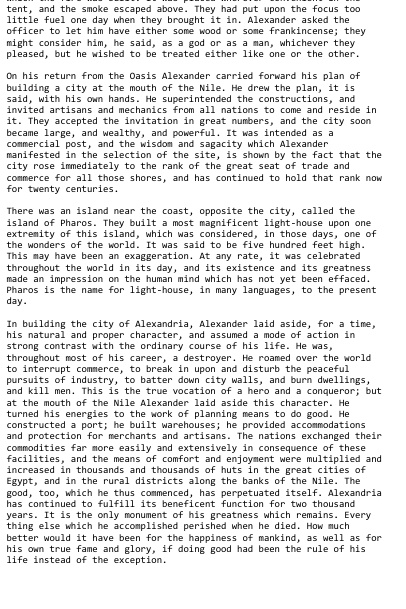 tent, and the smoke escaped above. They had put upon the focus too
little fuel one day when they brought it in. Alexander asked the
officer to let him have either some wood or some frankincense; they
might consider him, he said, as a god or as a man, whichever they
pleased, but he wished to be treated either like one or the other.
On his return from the Oasis Alexander carried forward his plan of
building a city at the mouth of the Nile. He drew the plan, it is
said, with his own hands. He superintended the constructions, and
invited artisans and mechanics from all nations to come and reside in
it. They accepted the invitation in great numbers, and the city soon
became large, and wealthy, and powerful. It was intended as a
commercial post, and the wisdom and sagacity which Alexander
manifested in the selection of the site, is shown by the fact that the
city rose immediately to the rank of the great seat of trade and
commerce for all those shores, and has continued to hold that rank now
for twenty centuries.
There was an island near the coast, opposite the city, called the
island of Pharos. They built a most magnificent light-house upon one
extremity of this island, which was considered, in those days, one of
the wonders of the world. It was said to be five hundred feet high.
This may have been an exaggeration. At any rate, it was celebrated
throughout the world in its day, and its existence and its greatness
made an impression on the human mind which has not yet been effaced.
Pharos is the name for light-house, in many languages, to the present
day.
In building the city of Alexandria, Alexander laid aside, for a time,
his natural and proper character, and assumed a mode of action in
strong contrast with the ordinary course of his life. He was,
throughout most of his career, a destroyer. He roamed over the world
to interrupt commerce, to break in upon and disturb the peaceful
pursuits of industry, to batter down city walls, and burn dwellings,
and kill men. This is the true vocation of a hero and a conqueror; but
at the mouth of the Nile Alexander laid aside this character. He
turned his energies to the work of planning means to do good. He
constructed a port; he built warehouses; he provided accommodations
and protection for merchants and artisans. The nations exchanged their
commodities far more easily and extensively in consequence of these
facilities, and the means of comfort and enjoyment were multiplied and
increased in thousands and thousands of huts in the great cities of
Egypt, and in the rural districts along the banks of the Nile. The
good, too, which he thus commenced, has perpetuated itself. Alexandria
has continued to fulfill its beneficent function for two thousand
years. It is the only monument of his greatness which remains. Every
thing else which he accomplished perished when he died. How much
better would it have been for the happiness of mankind, as well as for
his own true fame and glory, if doing good had been the rule of his
life instead of the exception.